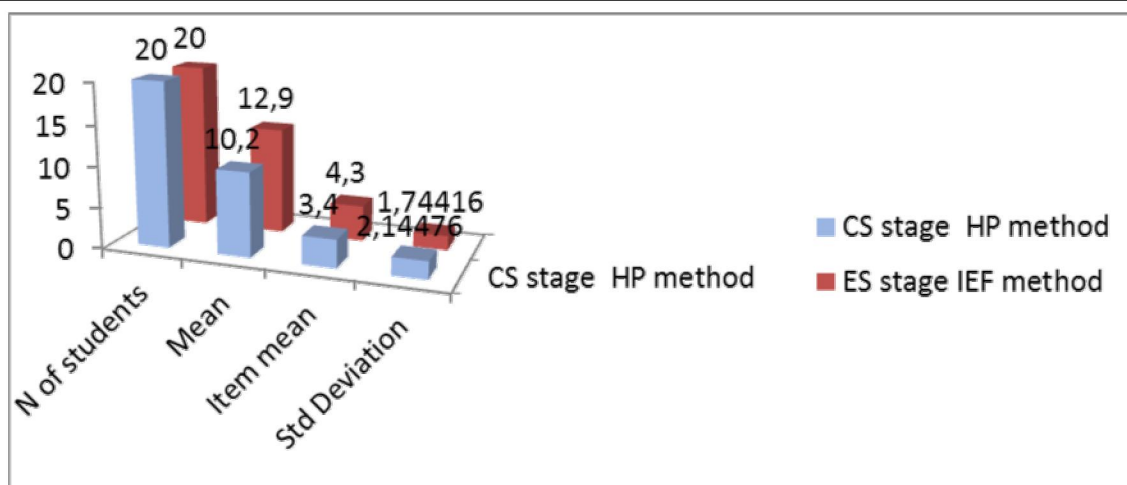 20 20
12,9
10,2
4,3
3,4
1,74416
2,14476
20
15
10
5
0
N of students
Mean
Item mean
Std Deviation
CS stage HP method
CS stage HP method
ES stage IEF method